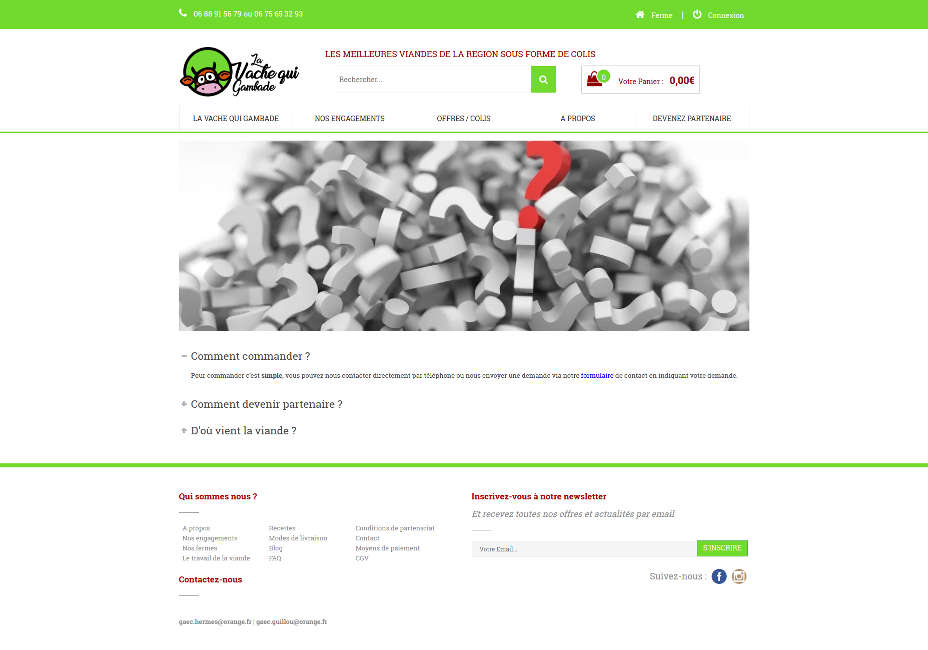 06 88 91 66 79 ou 06 75 65 32 93
Ferme | Connexion
La Vache qui Gambade
LES MEILLEURES VIANDES DE LA REGION SOUS FORME DE COLIS
Rechercher...
0 Votre Panier : 0,00€
LA VACHE QUI GAMBADE NOS ENGAGEMENTS OFFRES / COLIS A PROPOS DEVENEZ PARTENAIRE
Comment commander ?
Pour commander c'est simple, vous pouvez nous contacter directement par téléphone ou nous envoyer une demande via notre formulaire de contact en indiquant votre demande.
Comment devenir partenaire ?
D'où vient la viande ?
Qui sommes nous ?
A propos
Nos engagements
Nos fermes
Le travail de la viande
Recettes
Modes de livraison
Blog
FAQ
Conditions de partenariat
Contact
Moyens de paiement
CGV
Contactez-nous
gaec.hermes@orange.fr | gaec.guillou@orange.fr
Inscrivez-vous à notre newsletter
Et recevez toutes nos offres et actualités par email
Votre Email...
S'INSCRIRE
Suivez-nous :